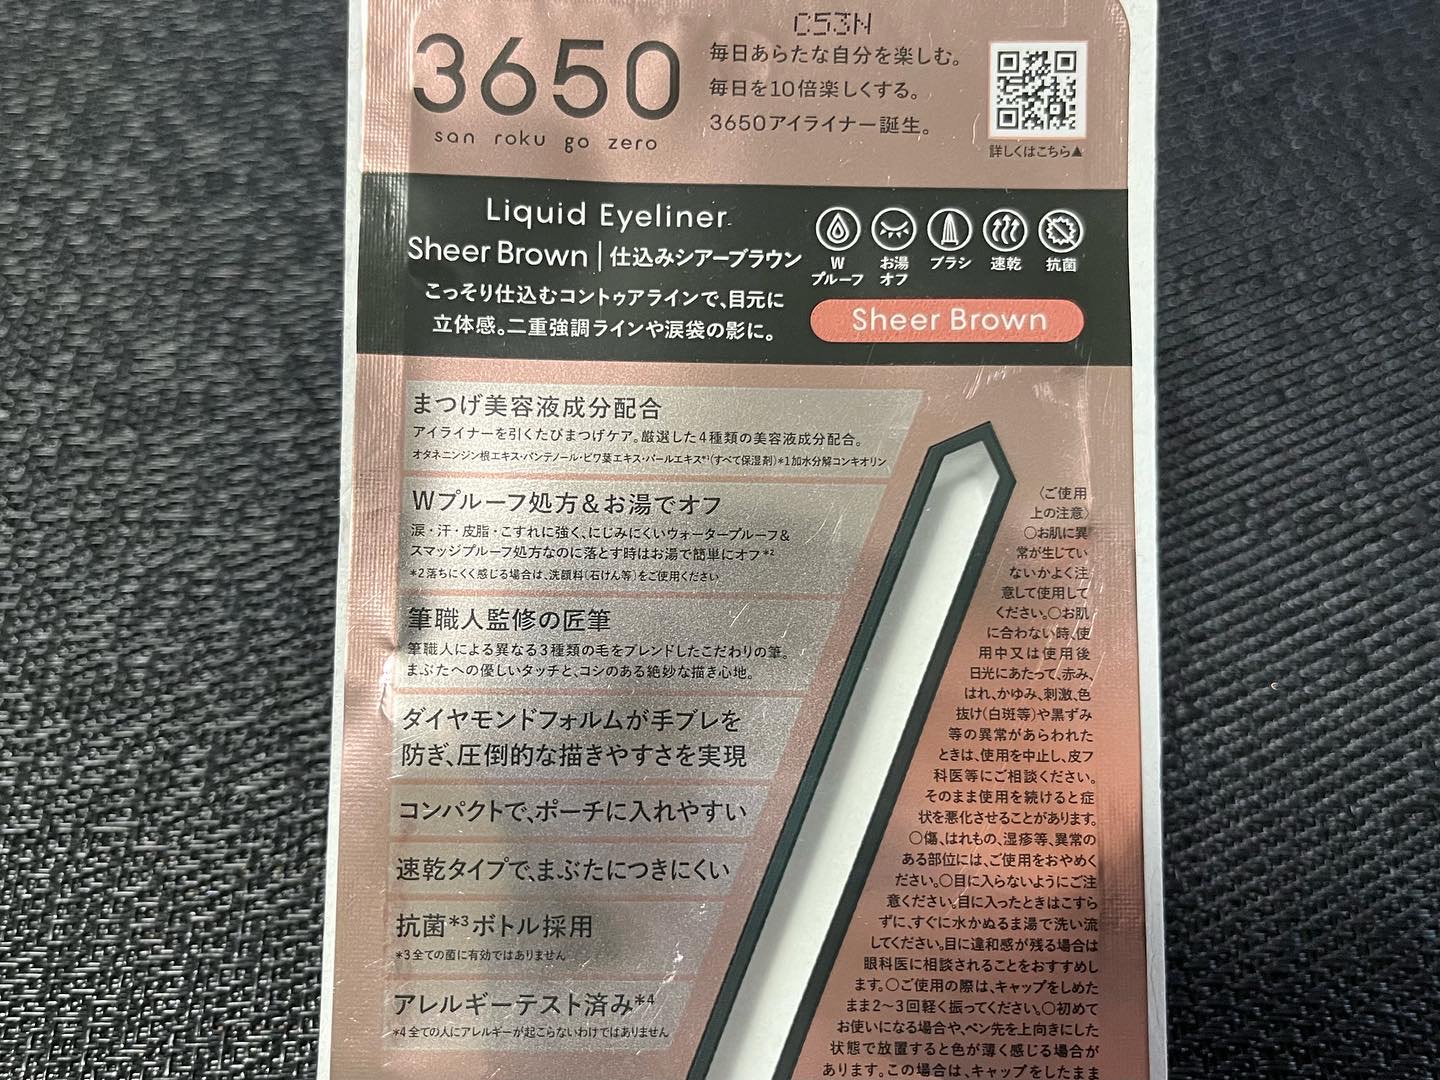 C53N
3650
san roku go zero
毎日あらたな自分を楽しむ。
毎日を10倍楽しくする。
3650アイライナー誕生。
詳しくはこちら▲
Liquid Eyeliner
Sheer Brown|仕込みシアーブラウン
こっそり仕込むコントゥアラインで、目元に
立体感。二重強調ラインや涙袋の影に。
W
プルーフ
お湯
オフ
ブラシ
速乾
抗菌
Sheer Brown
まつげ美容液成分配合
アイライナーを引くたびまつげケア。厳選した4種類の美容液成分配合。
オタネニンジン根エキス・パンテノール・ビワ葉エキス・パールエキス*1(すべて保湿剤)*1加水分解コンキオリン
Wプルーフ処方&お湯でオフ
涙・汗・皮脂・こすれに強く、にじみにくいウォータープルーフ&
スマッジプルーフ処方なのに落とす時はお湯で簡単にオフ*2
*2落ちにくく感じる場合は、洗顔料(石けん等)をご使用ください
筆職人監修の匠筆
筆職人による異なる3種類の毛をブレンドしたこだわりの筆。
まぶたへの優しいタッチと、コシのある絶妙な描き心地。
ダイヤモンドフォルムが手ブレを
防ぎ、圧倒的な描きやすさを実現
コンパクトで、ポーチに入れやすい
速乾タイプで、まぶたにつきにくい
抗菌*3ボトル採用
*3全ての菌に有効ではありません
アレルギーテスト済み*4
*4全ての人にアレルギーが起こらないわけではありません
〈ご使用
上の注意〉
○お肌に異
常が生じてい
ないかよく注
意して使用して
ください。○お肌
に合わない時、使
用中又は使用後
日光にあたって、赤み、
はれ、かゆみ、刺激、色
抜け(白斑等)や黒ずみ
等の異常があらわれた
ときは、使用を中止し、皮フ
科医等にご相談ください。
そのまま使用を続けると症
状を悪化させることがあります。
○傷、はれもの、湿疹等、異常の
ある部位には、ご使用をおやめく
ださい。○目に入らないようにご注
意ください。目に入ったときはこすら
ずに、すぐに水かぬるま湯で洗い流
してください。目に違和感が残る場合は
眼科医に相談されることをおすすめし
ます。○ご使用の際は、キャップをしめた
まま2〜3回軽く振ってください。○初めて
お使いになる場合や、ペン先を上向きにした
状態で放置すると色が薄く感じる場合が
あります。この場合は、キャップをしたまま